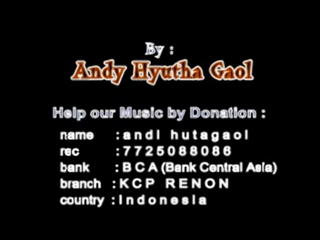 By :
Andy Hyutha Gaol
Help our Music by Donation :
name : andi hutagaol
rec : 7725088086
bank : BCA (Bank Central Asia)
branch : KCP RENON
country : Indonesia